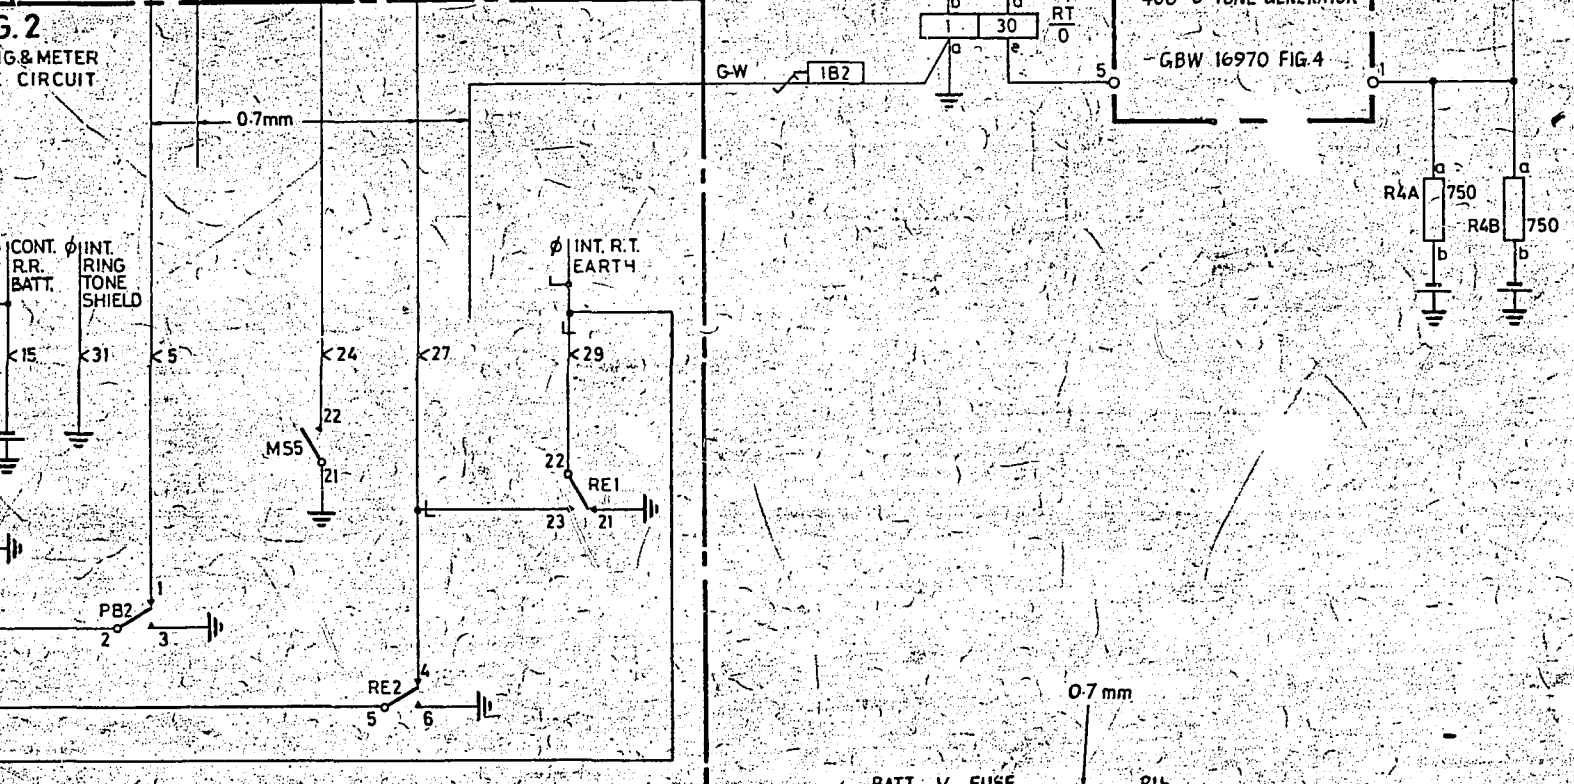 G. 2
G.& METER
CIRCUIT
0.7mm
G-W
1B2
b
d
1
30
RT
O
a
e
TONE GENERATOR
GBW 16970 FIG.4
5
1
a
a
R4A
750
R4B
750
b
b
CONT.
R.R.
BATT.
ϕ INT.
RING
TONE
SHIELD
ϕ INT. R.T.
EARTH
15
31
5
24
27
29
22
MS5
21
22
RE1
23
21
1
PB2
2
3
4
RE2
5
6
0.7 mm
BATT. V. FUSE